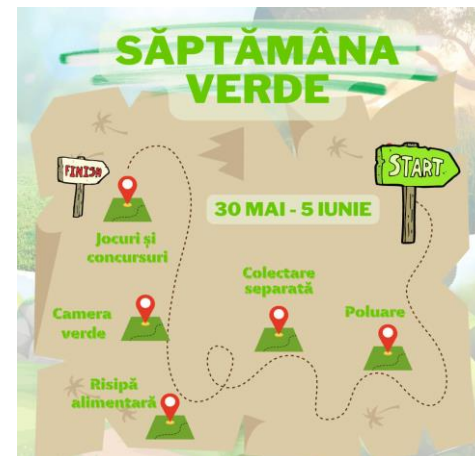 SĂPTĂMÂNA
VERDE
FINISH
START
30 MAI - 5 IUNIE
Jocuri și
concursuri
Colectare
separată
Camera
verde
Poluare
Risipă
alimentară